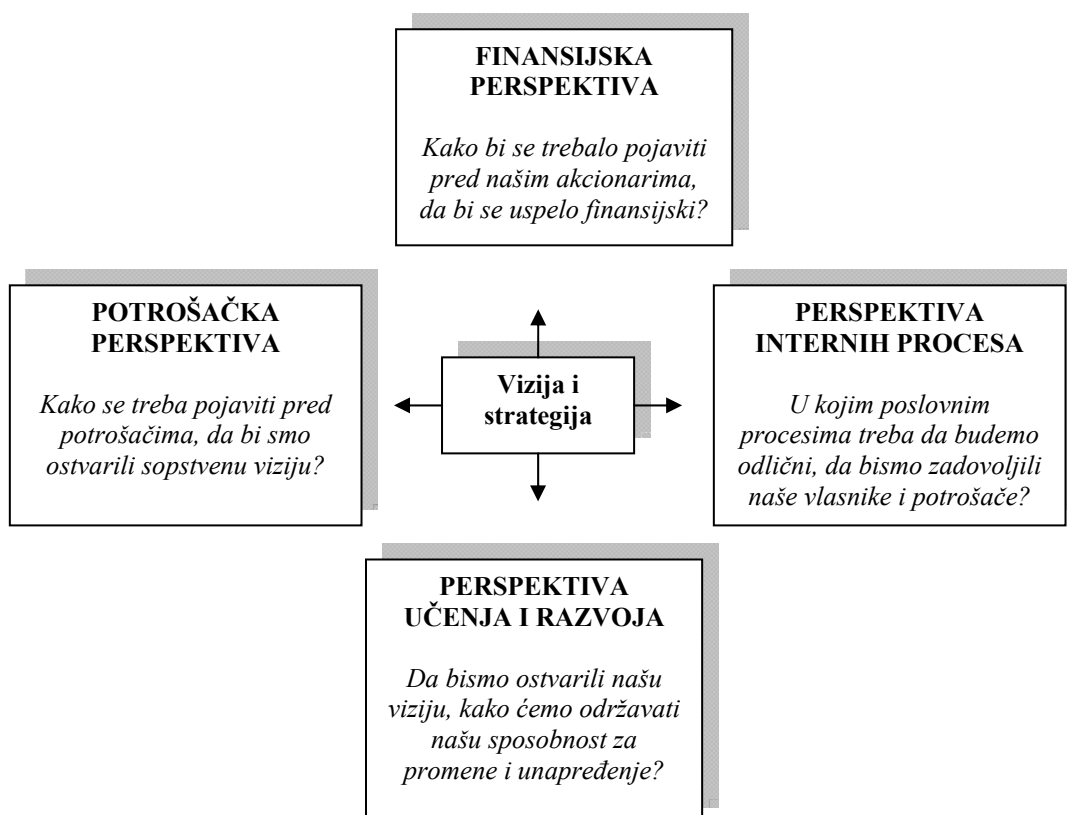 FINANSIJSKA
PERSPEKTIVA
Kako bi se trebalo pojaviti
pred našim akcionarima,
da bi se uspelo finansijski?
POTROŠAČKA
PERSPEKTIVA
Kako se treba pojaviti pred
potrošačima, da bi smo
ostvarili sopstvenu viziju?
Vizija i
strategija
PERSPEKTIVA
INTERNIH PROCESA
U kojim poslovnim
procesima treba da budemo
odlični, da bismo zadovoljili
naše vlasnike i potrošače?
PERSPEKTIVA
UČENJA I RAZVOJA
Da bismo ostvarili našu
viziju, kako ćemo održavati
našu sposobnost za
promene i unapređenje?